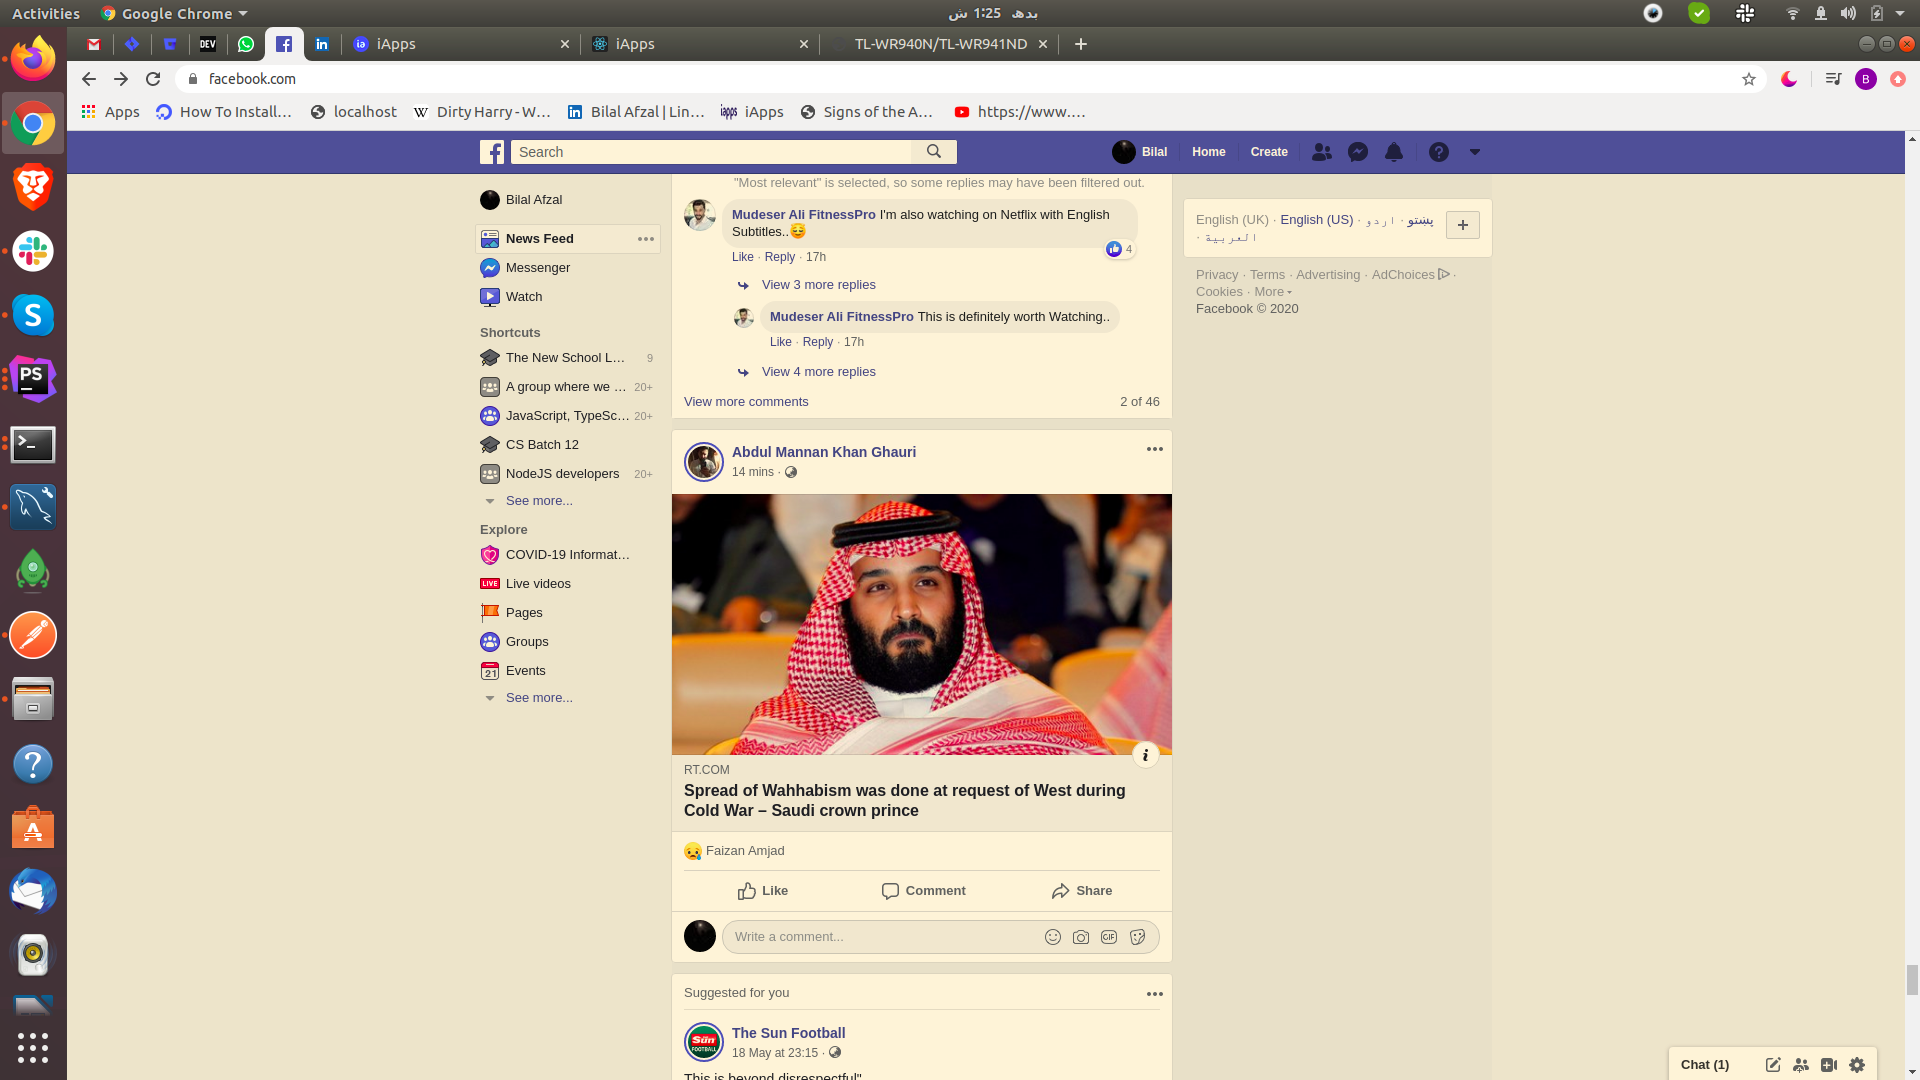 Activities
Google Chrome
بدھ 1:25 ش
DEV
iApps
iApps
TL-WR940N/TL-WR941ND
facebook.com
B
Apps
How To Install…
localhost
Dirty Harry - W…
Bilal Afzal | Lin…
iApps
Signs of the A…
https://www.…
Search
Bilal
Home
Create
Bilal Afzal
News Feed
Messenger
Watch
Shortcuts
The New School L… 9
A group where we … 20+
JavaScript, TypeSc… 20+
CS Batch 12
NodeJS developers 20+
See more...
Explore
COVID-19 Informat…
LIVE Live videos
Pages
Groups
21 Events
See more...
"Most relevant" is selected, so some replies may have been filtered out.
Mudeser Ali FitnessPro I'm also watching on Netflix with English
Subtitles..
4
Like · Reply · 17h
View 3 more replies
Mudeser Ali FitnessPro This is definitely worth Watching..
Like · Reply · 17h
View 4 more replies
View more comments 2 of 46
Abdul Mannan Khan Ghauri
14 mins ·
RT.COM
Spread of Wahhabism was done at request of West during
Cold War – Saudi crown prince
Faizan Amjad
Like Comment Share
Write a comment...
GIF
Suggested for you
The Sun Football
18 May at 23:15 ·
This is beyond disrespectful"
English (UK) · English (US) · اردو · پښتو
· العربية
Privacy · Terms · Advertising · AdChoices ·
Cookies · More
Facebook © 2020
Chat (1)
PS
Sun
FOOTBALL